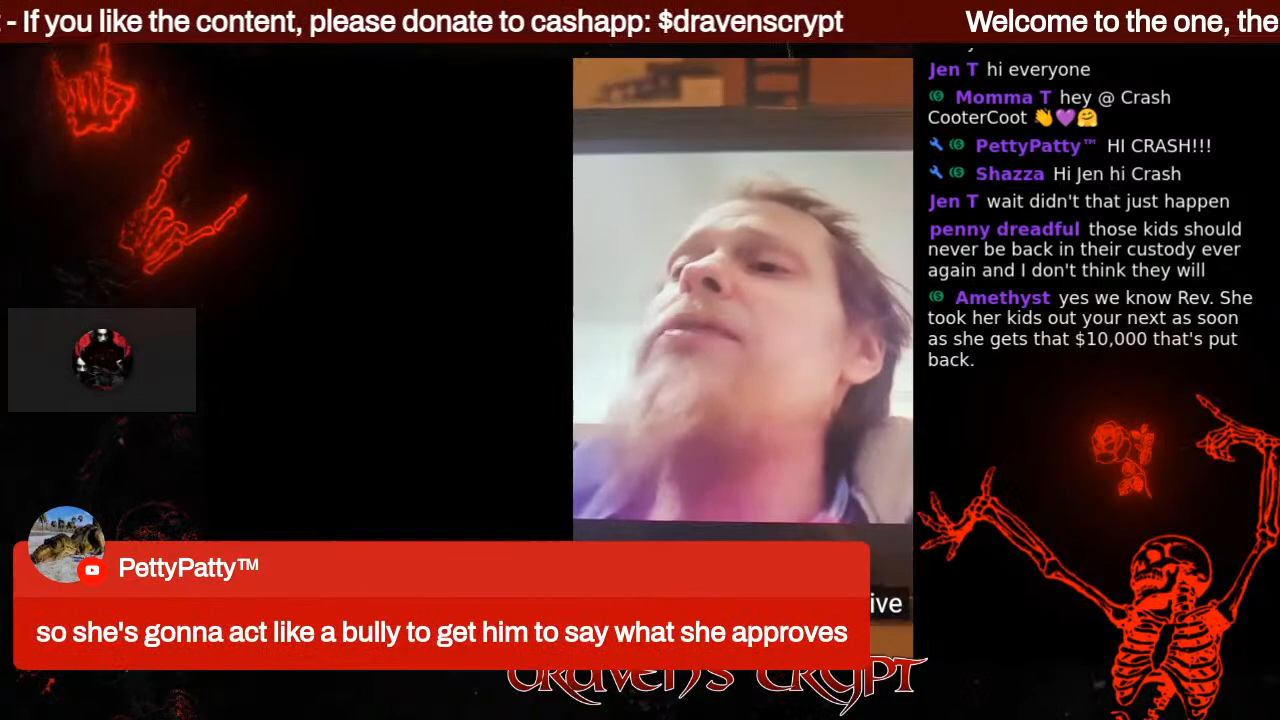 - If you like the content, please donate to cashapp: $dravenscrypt
Welcome to the one, the
Jen T hi everyone
Momma T hey @ Crash
CooterCoot 👋💜🤗
PettyPatty™ HI CRASH!!!
Shazza Hi Jen hi Crash
Jen T wait didn't that just happen
penny dreadful those kids should
never be back in their custody ever
again and I don't think they will
Amethyst yes we know Rev. She
took her kids out your next as soon
as she gets that $10,000 that's put
back.
PettyPatty™
so she's gonna act like a bully to get him to say what she approves
ive
DRAVEN'S CRYPT